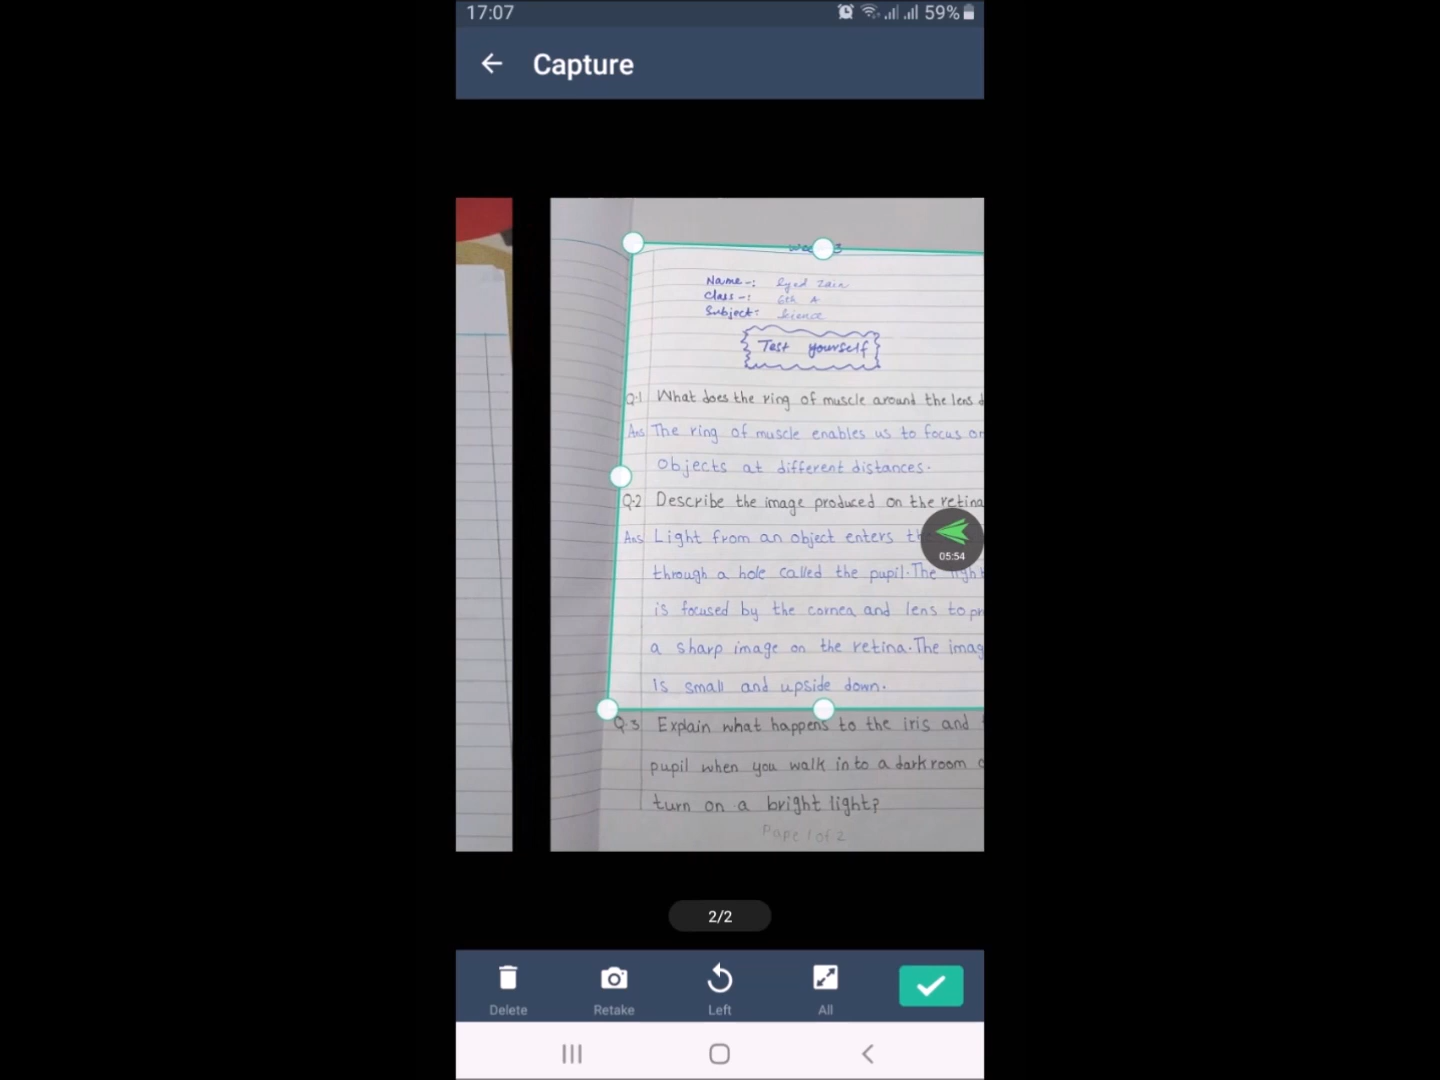 17:07
59%
Capture
Name-: Syed Zain
Class-: 6th A
Subject: Science
Test yourself
Q.1 What does the ring of muscle around the lens d
Ans The ring of muscle enables us to focus on
objects at different distances.
Q.2 Describe the image produced on the retina
Ans Light from an object enters th
05:54
through a hole called the pupil. The light
is focused by the cornea and lens to pr
a sharp image on the retina. The imag
Is small and upside down.
Q.3 Explain what happens to the iris and
pupil when you walk in to a dark room
turn on a bright light?
Page 1 of 2
2/2
Delete
Retake
Left
All